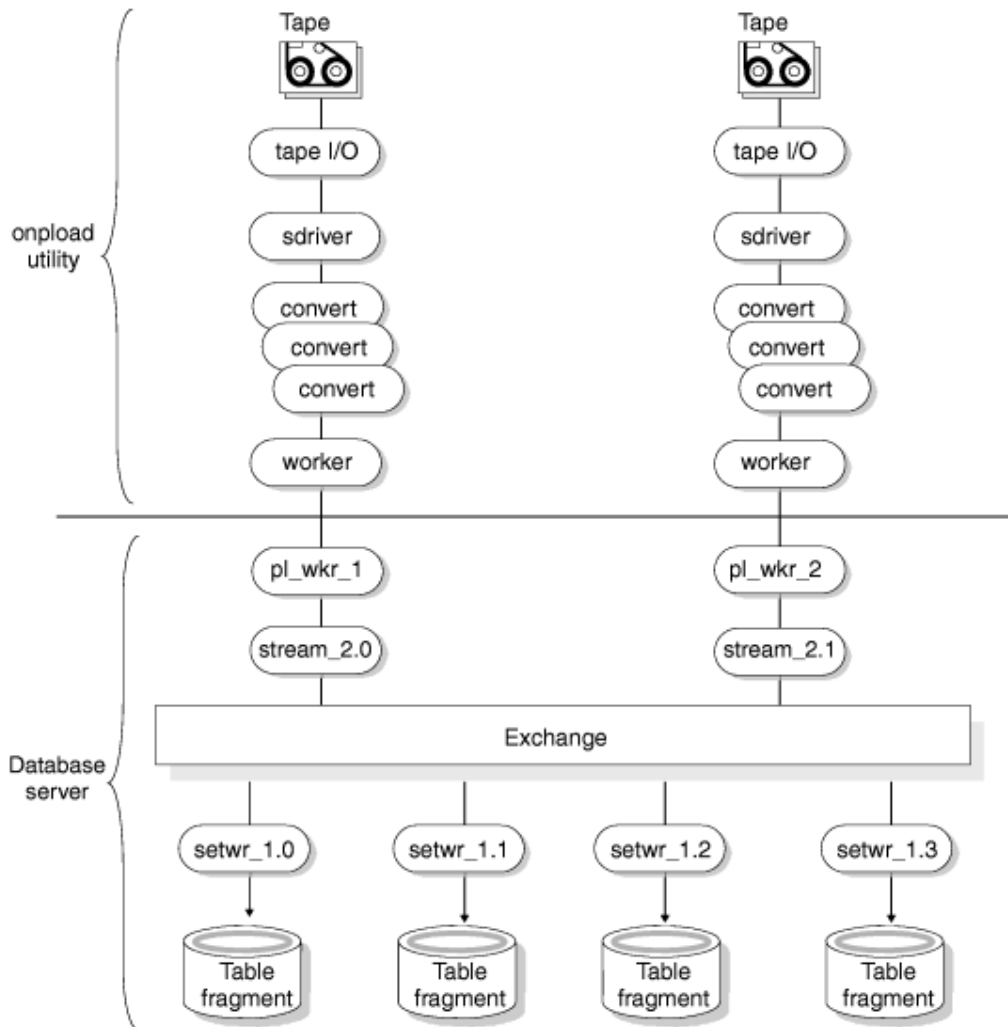 Tape
Tape
tape I/O
tape I/O
onpload
utility
sdriver
sdriver
convert
convert
convert
convert
convert
convert
worker
worker
pl_wkr_1
pl_wkr_2
stream_2.0
stream_2.1
Exchange
Database
server
setwr_1.0
setwr_1.1
setwr_1.2
setwr_1.3
Table
fragment
Table
fragment
Table
fragment
Table
fragment